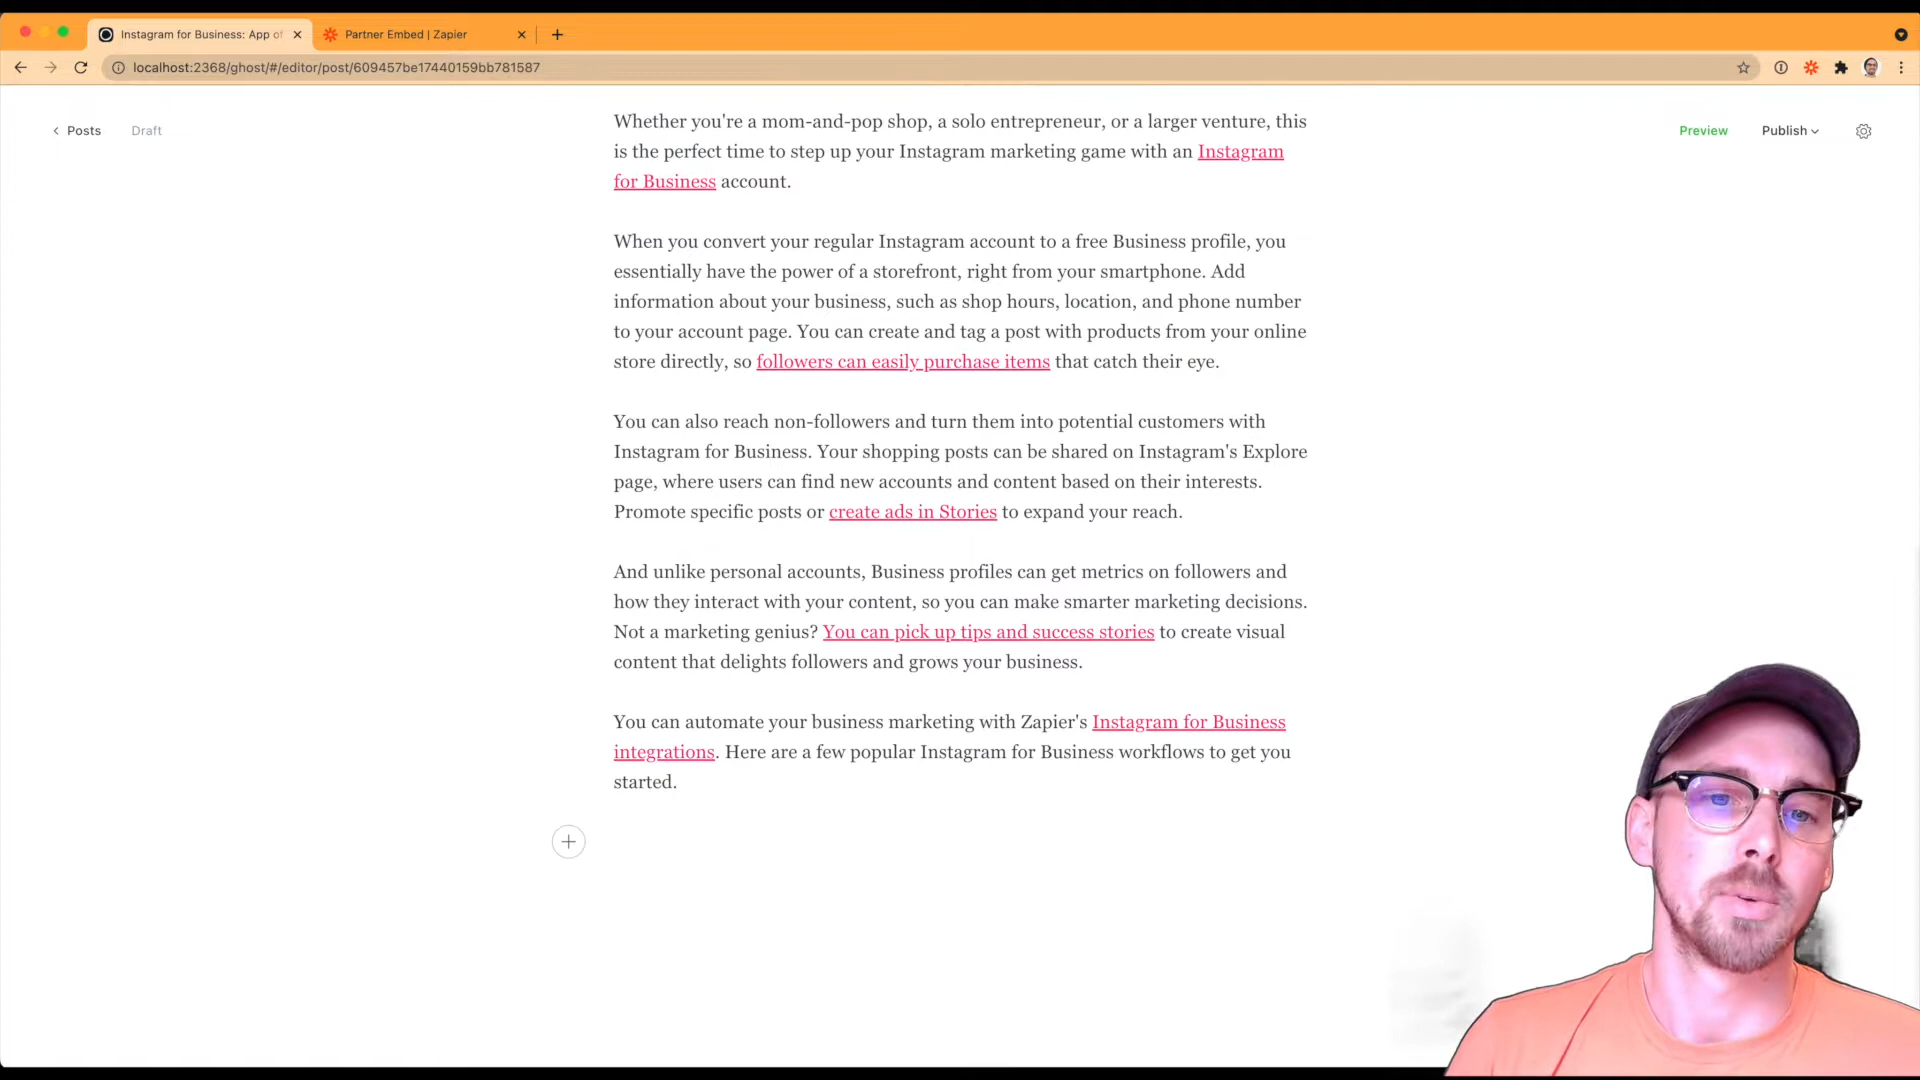 Instagram for Business: App of
Partner Embed | Zapier
localhost:2368/ghost/#/editor/post/609457be17440159bb781587
Posts
Draft
Preview
Publish
Whether you're a mom-and-pop shop, a solo entrepreneur, or a larger venture, this
is the perfect time to step up your Instagram marketing game with an Instagram
for Business account.
When you convert your regular Instagram account to a free Business profile, you
essentially have the power of a storefront, right from your smartphone. Add
information about your business, such as shop hours, location, and phone number
to your account page. You can create and tag a post with products from your online
store directly, so followers can easily purchase items that catch their eye.
You can also reach non-followers and turn them into potential customers with
Instagram for Business. Your shopping posts can be shared on Instagram's Explore
page, where users can find new accounts and content based on their interests.
Promote specific posts or create ads in Stories to expand your reach.
And unlike personal accounts, Business profiles can get metrics on followers and
how they interact with your content, so you can make smarter marketing decisions.
Not a marketing genius? You can pick up tips and success stories to create visual
content that delights followers and grows your business.
You can automate your business marketing with Zapier's Instagram for Business
integrations. Here are a few popular Instagram for Business workflows to get you
started.